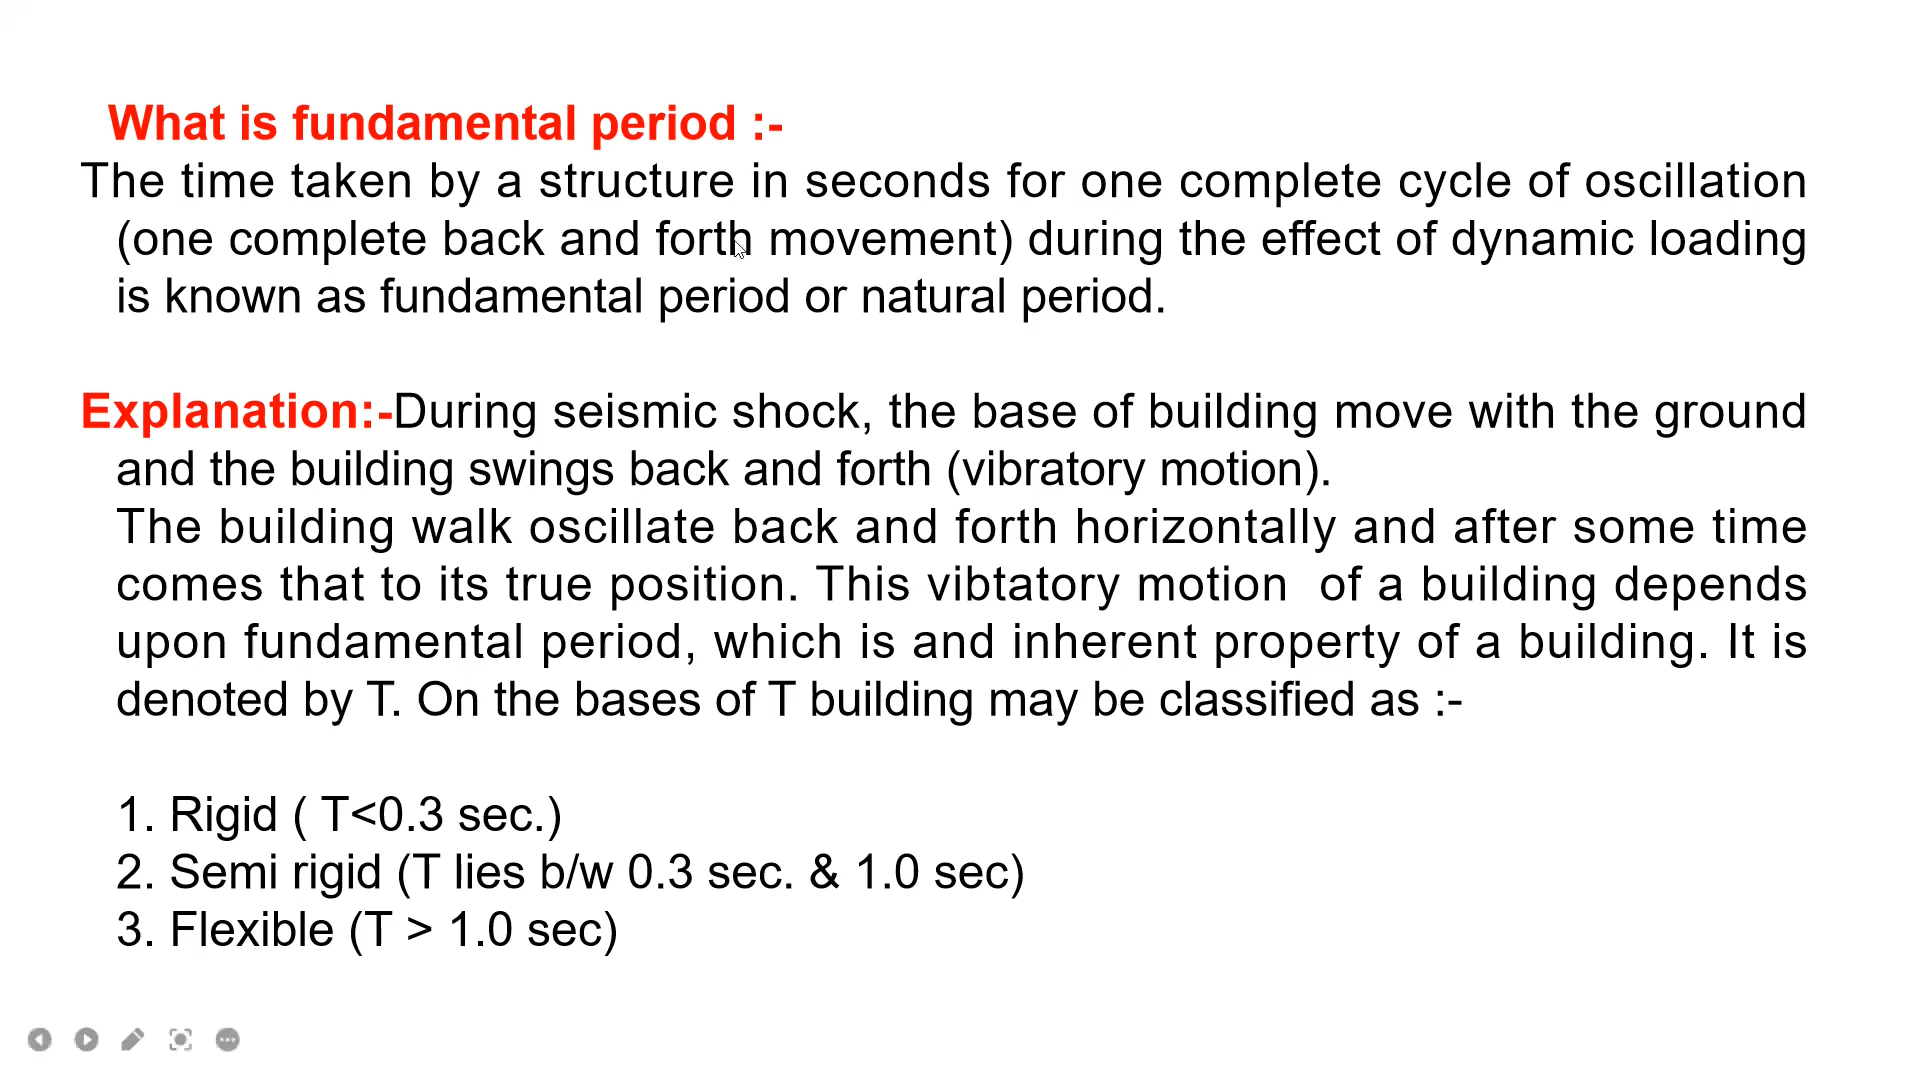 What is fundamental period :-
The time taken by a structure in seconds for one complete cycle of oscillation
(one complete back and forth movement) during the effect of dynamic loading
is known as fundamental period or natural period.
Explanation:-During seismic shock, the base of building move with the ground
and the building swings back and forth (vibratory motion).
The building walk oscillate back and forth horizontally and after some time
comes that to its true position. This vibtatory motion of a building depends
upon fundamental period, which is and inherent property of a building. It is
denoted by T. On the bases of T building may be classified as :-
1. Rigid ( T<0.3 sec.)
2. Semi rigid (T lies b/w 0.3 sec. & 1.0 sec)
3. Flexible (T > 1.0 sec)